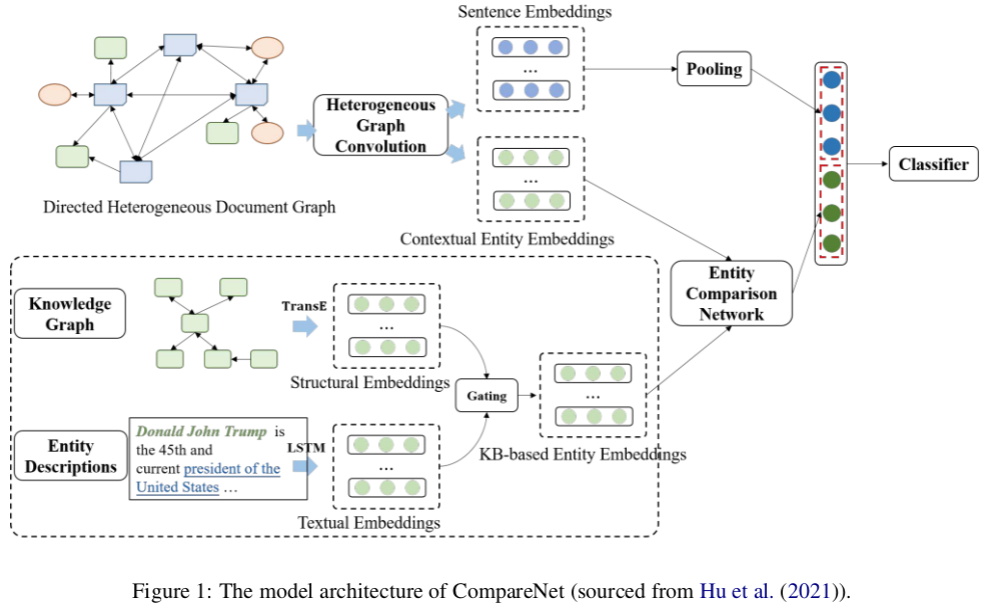 Sentence Embeddings
...
Pooling
Heterogeneous
Graph
Convolution
Classifier
...
Directed Heterogeneous Document Graph
Contextual Entity Embeddings
Entity
Comparison
Network
Knowledge
Graph
TransE
...
Structural Embeddings
Gating
...
KB-based Entity Embeddings
Entity
Descriptions
Donald John Trump is
the 45th and
current president of the
United States ...
LSTM
...
Textual Embeddings
Figure 1: The model architecture of CompareNet (sourced from Hu et al. (2021)).